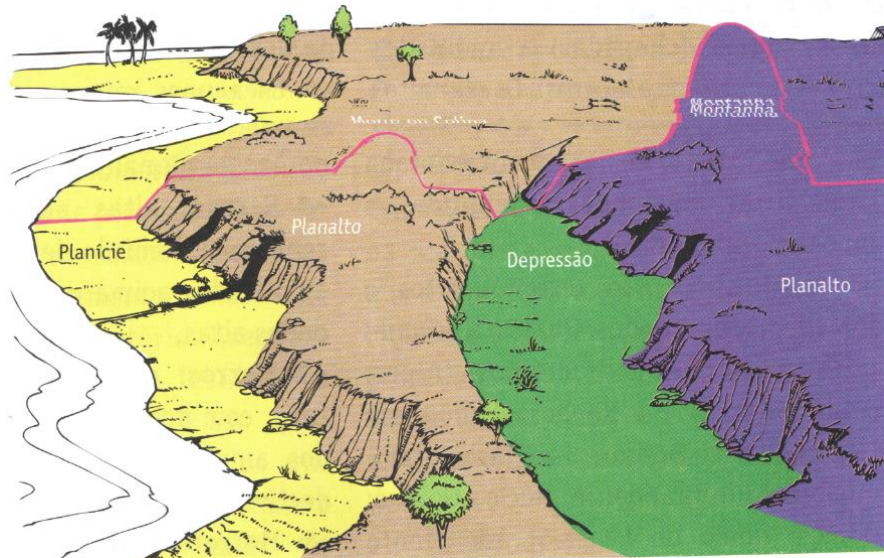 Montanha
Morro ou Colina
Planalto
Planície
Depressão
Planalto